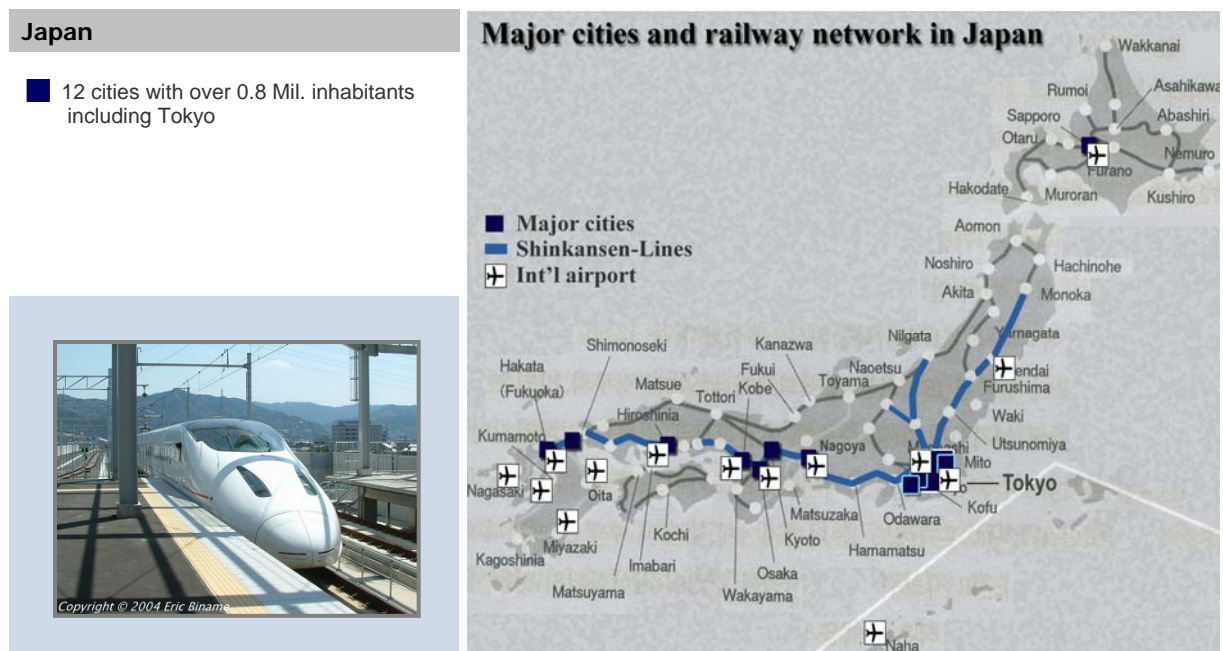 Japan
12 cities with over 0.8 Mil. inhabitants
including Tokyo
Copyright © 2004 Eric Biname
Major cities and railway network in Japan
Wakkanai
Rumoi
Asahikawa
Sapporo
Abashiri
Otaru
Nemuro
Furano
Hakodate
Muroran
Kushiro
Major cities
Shinkansen-Lines
Int'l airport
Aomon
Noshiro
Hachinohe
Akita
Monoka
Nilgata
Yamagata
Shimonoseki
Kanazwa
Hakata
(Fukuoka)
Matsue
Fukui
Naoetsu
endai
Toyama
Kobe
Furushima
Tottori
Waki
Hiroshinia
Kumamoto
Nagoya
Utsunomiya
Mito
Nagasaki
Oita
Tokyo
Kofu
Matsuzaka
Odawara
Kochi
Kyoto
Miyazaki
Hamamatsu
Kagoshinia
Imabari
Osaka
Matsuyama
Wakayama
Naha